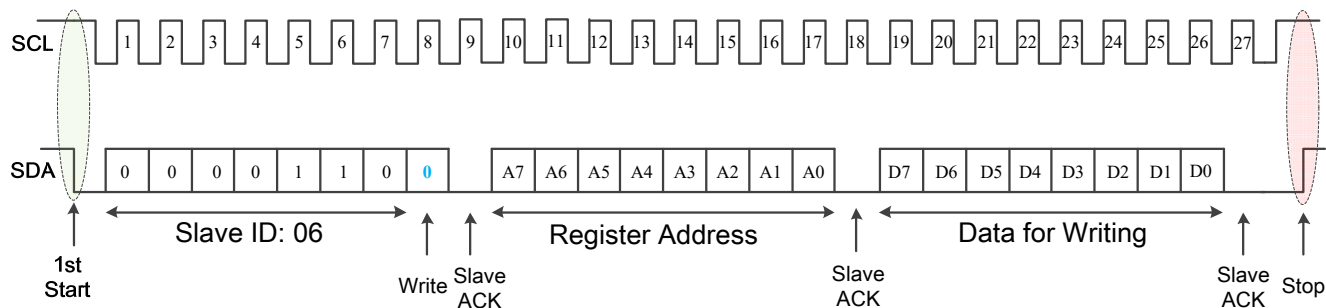 SCL 1 2 3 4 5 6 7 8 9 10 11 12 13 14 15 16 17 18 19 20 21 22 23 24 25 26 27
SDA 0 0 0 0 1 1 0 0 A7 A6 A5 A4 A3 A2 A1 A0 D7 D6 D5 D4 D3 D2 D1 D0
Slave ID: 06
Register Address
Data for Writing
1st
Start
Write
Slave
ACK
Slave
ACK
Slave
ACK
Stop